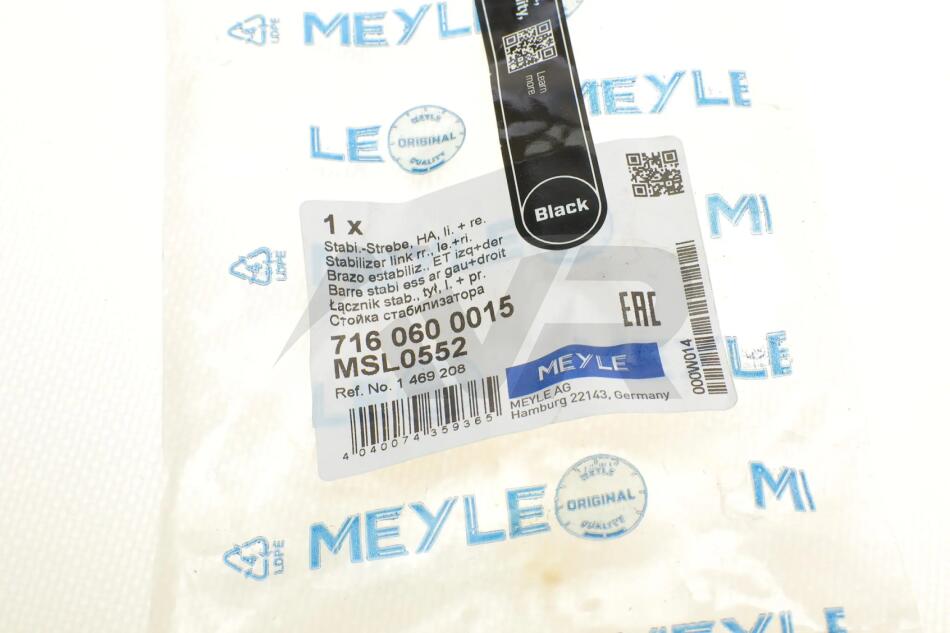 LDPE
MEYLE
Learn
more
MEYLE
LE
MEYLE
ORIGINAL
QUALITY
Black
MI
1 x
Stabi.-Strebe, HA, li. + re.
Stabilizer link rr., le.+ri.
Brazo estabiliz., ET izq+der
Barre stabi ess ar gau+droit
Łącznik stab., tył, l. + pr.
Стойка стабилизатора
716 060 0015
MSL0552
Ref. No. 1 469 208
EAC
MEYLE
MEYLE AG
Hamburg 22143, Germany
4 040074 359365
000W014
LDPE
LE
MEYLE
ORIGINAL
QUALITY
MI
LDPE
MEYLE